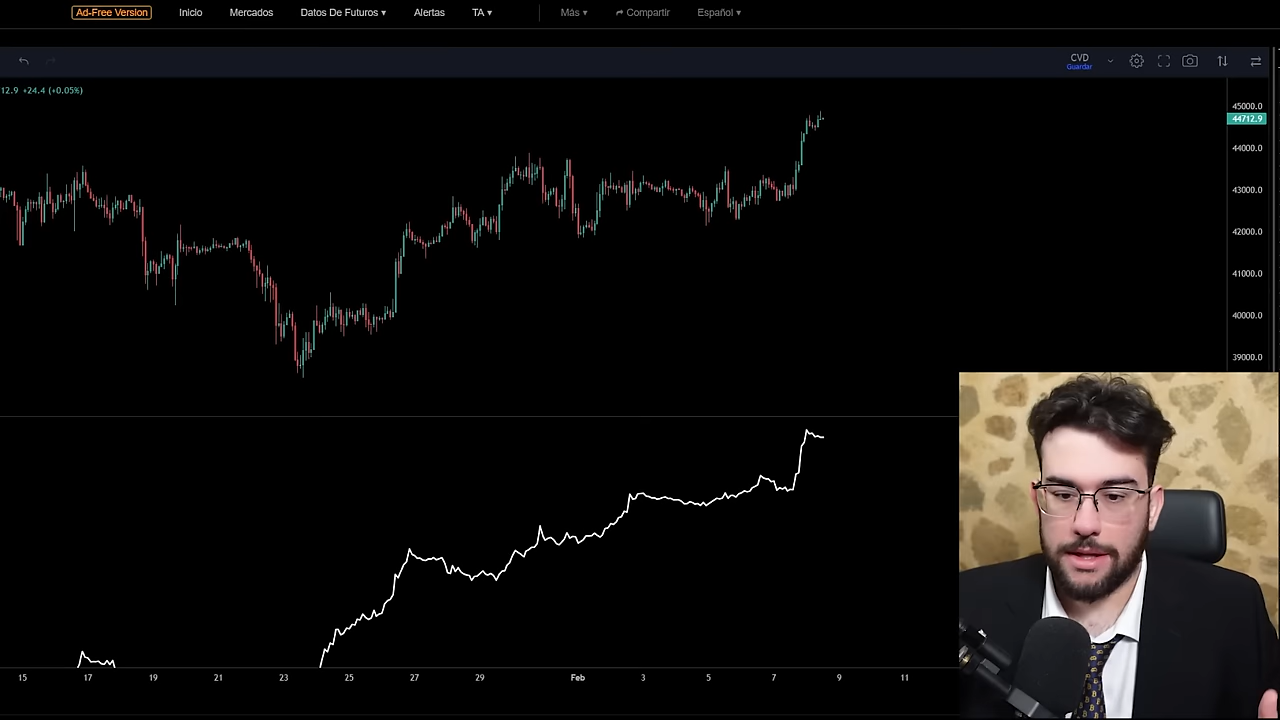 Ad-Free Version Inicio Mercados Datos De Futuros ▾ Alertas TA ▾ Más ▾ Compartir Español ▾
CVD
Guardar
12.9 +24.4 (+0.05%)
45000.0
44712.9
44000.0
43000.0
42000.0
41000.0
40000.0
39000.0
15 17 19 21 23 25 27 29 Feb 3 5 7 9 11